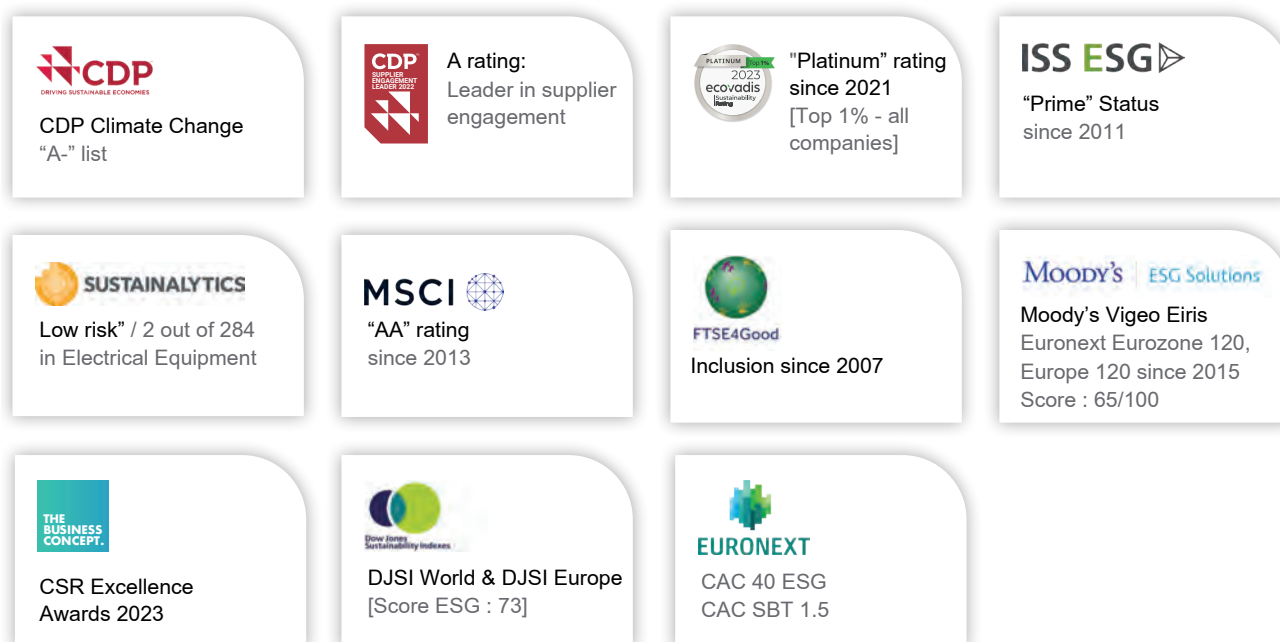 CDP
DRIVING SUSTAINABLE ECONOMIES
CDP Climate Change
“A-” list
CDP
SUPPLIER
ENGAGEMENT
LEADER 2022
A rating:
Leader in supplier
engagement
PLATINUM Top 1%
2023
ecovadis
Sustainability
Rating
"Platinum” rating
since 2021
[Top 1% - all
companies]
ISS ESG
“Prime” Status
since 2011
SUSTAINALYTICS
Low risk” / 2 out of 284
in Electrical Equipment
MSCI
“AA” rating
since 2013
FTSE4Good
Inclusion since 2007
MOODY'S ESG Solutions
Moody’s Vigeo Eiris
Euronext Eurozone 120,
Europe 120 since 2015
Score : 65/100
THE
BUSINESS
CONCEPT.
CSR Excellence
Awards 2023
Dow Jones
Sustainability Indexes
DJSI World & DJSI Europe
[Score ESG : 73]
EURONEXT
CAC 40 ESG
CAC SBT 1.5